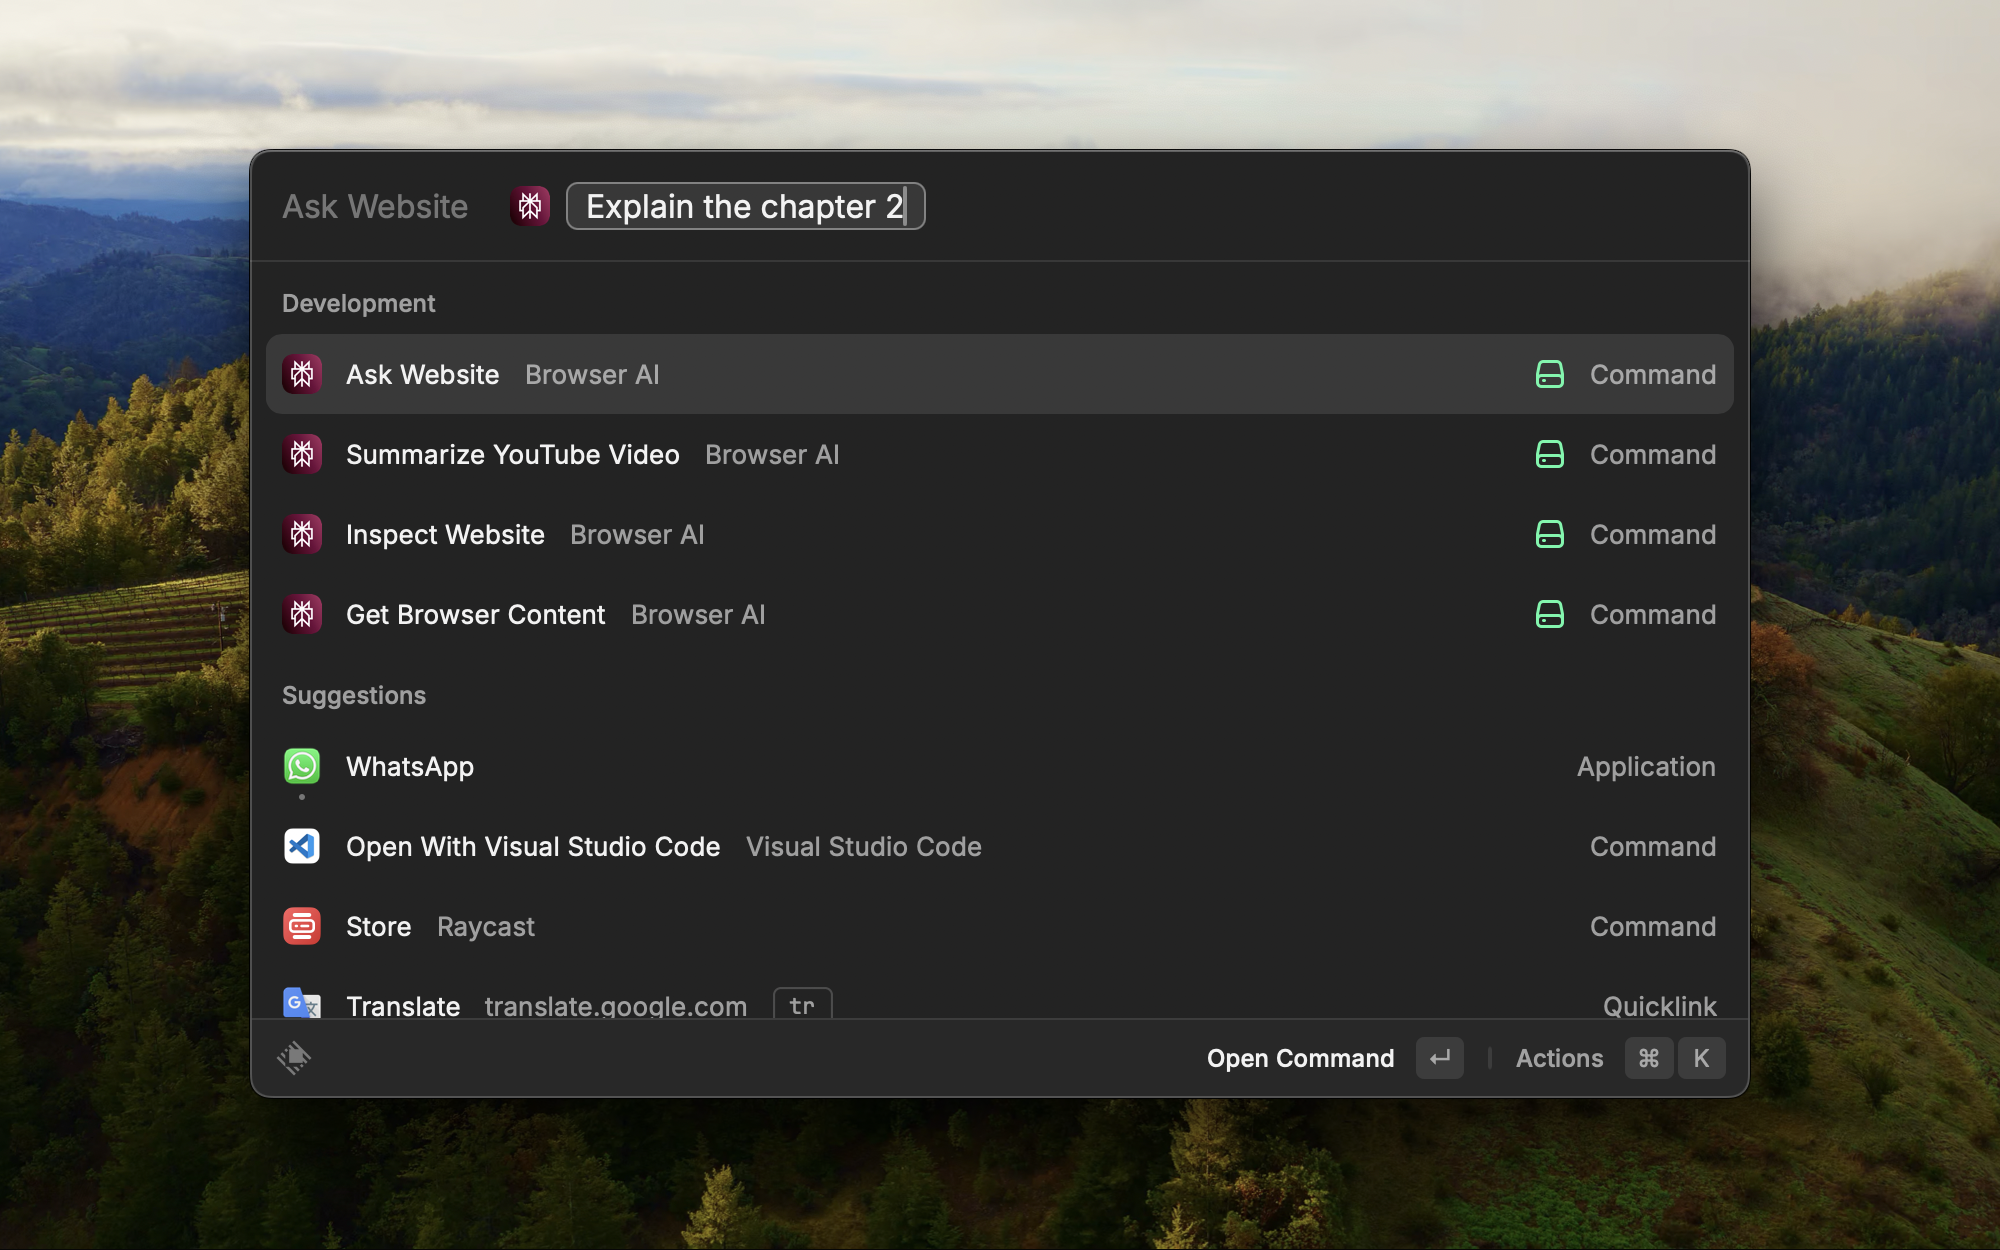 Ask Website Explain the chapter 2
Development
Ask Website Browser AI Command
Summarize YouTube Video Browser AI Command
Inspect Website Browser AI Command
Get Browser Content Browser AI Command
Suggestions
WhatsApp Application
Open With Visual Studio Code Visual Studio Code Command
Store Raycast Command
Translate translate.google.com tr Quicklink
Open Command ↵ Actions ⌘ K